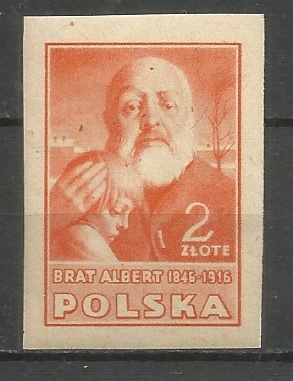 2
ZŁOTE
BRAT ALBERT 1845-1916
POLSKA